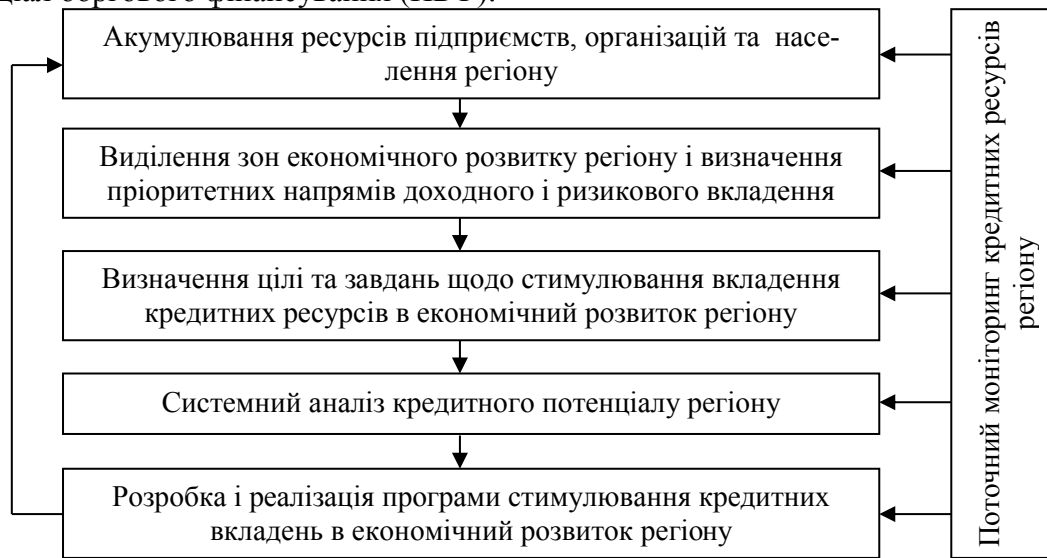 боргового фінансування
Акумулювання ресурсів підприємств, організацій та насе-
лення регіону
Виділення зон економічного розвитку регіону і визначення
пріоритетних напрямів доходного і ризикового вкладення
Визначення цілі та завдань щодо стимулювання вкладення
кредитних ресурсів в економічний розвиток регіону
Системний аналіз кредитного потенціалу регіону
Розробка і реалізація програми стимулювання кредитних
вкладень в економічний розвиток регіону
Поточний моніторинг кредитних ресурсів
регіону